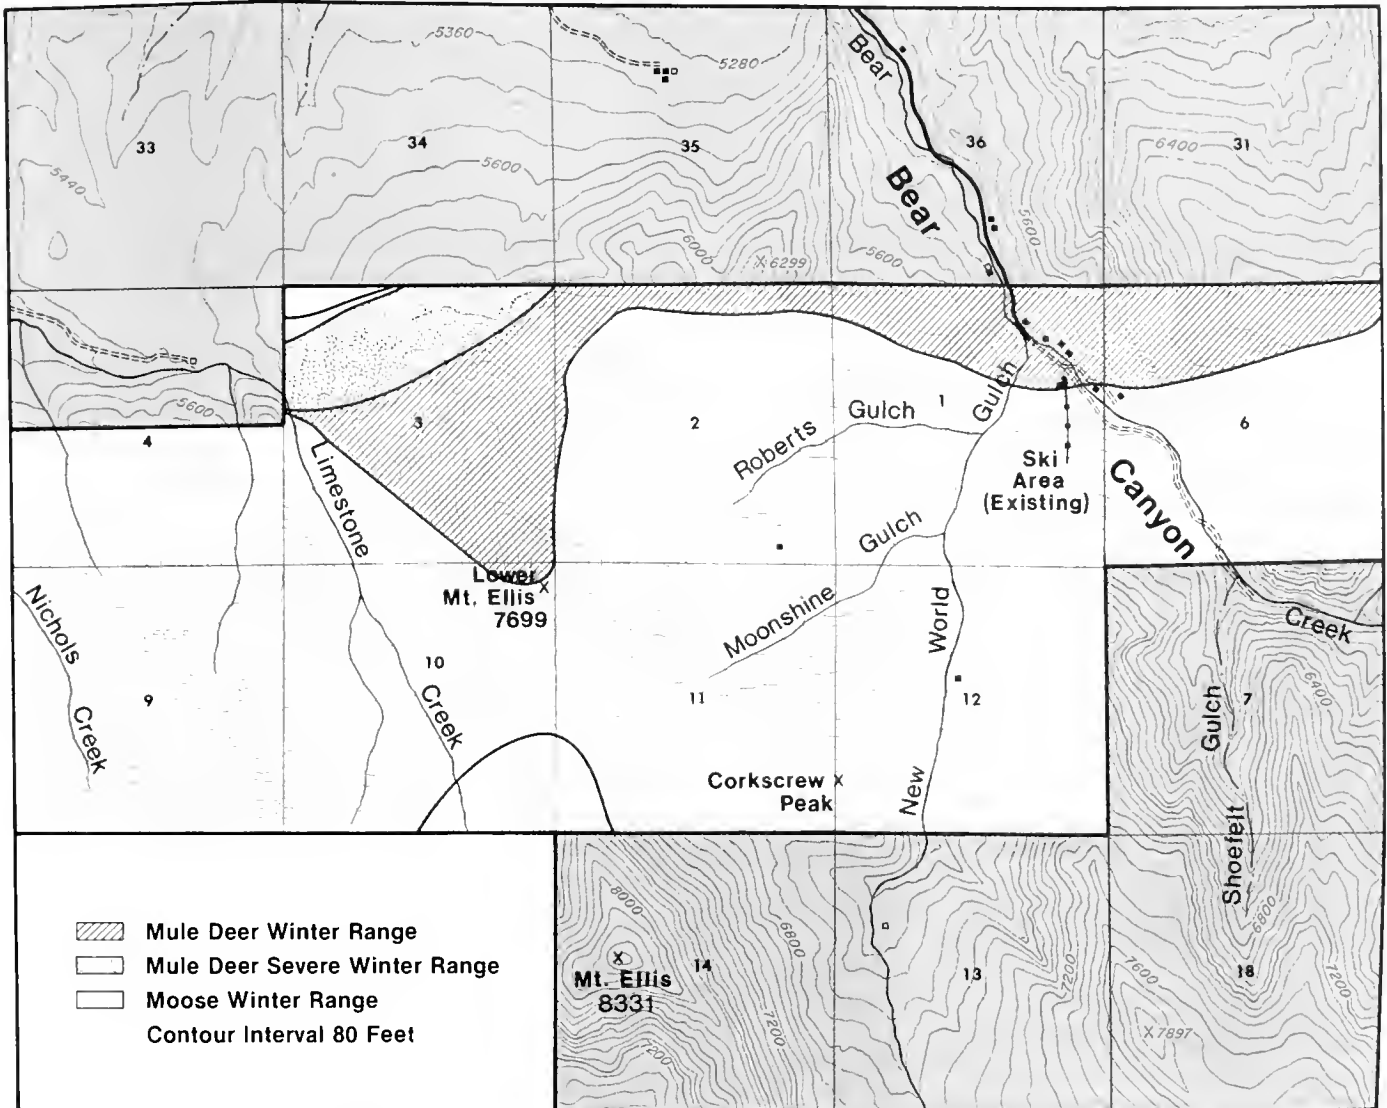 5360
5280
Bear
33
34
35
36
31
6400
5440
5600
Bear
6000
X 6299
5600
5600
5600
4
3
2
1
6
Gulch
Roberts
Gulch
Limestone
Ski
Area
(Existing)
Canyon
Gulch
Lower
Mt. Ellis X
7699
Nichols
Creek
Moonshine
World
Creek
9
10
Creek
11
12
7
6400
Gulch
Corkscrew X
Peak
New
Shoefelt
8000
6800
6800
X
Mt. Ellis
8331
14
13
18
7200
7600
7200
7200
7200
X 7897
Mule Deer Winter Range
Mule Deer Severe Winter Range
Moose Winter Range
Contour Interval 80 Feet